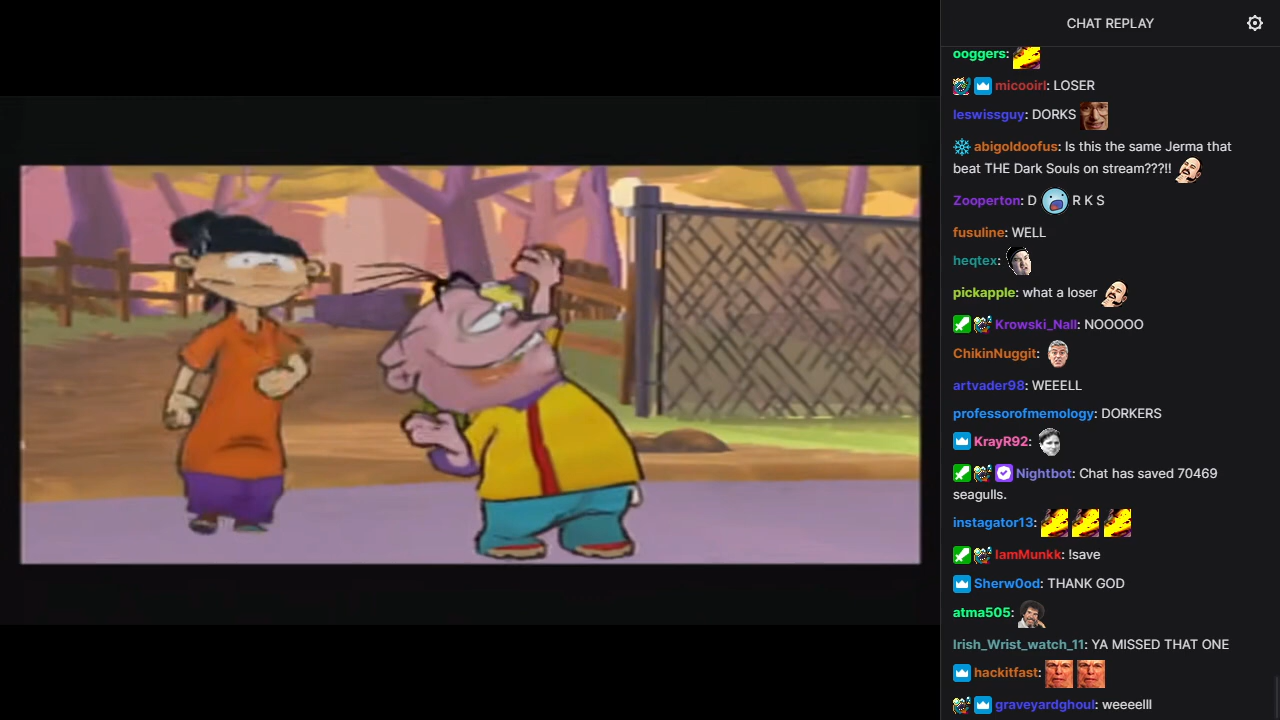 CHAT REPLAY
ooggers:
micooirl: LOSER
leswissguy: DORKS
abigoldoofus: Is this the same Jerma that
beat THE Dark Souls on stream???!!
Zooperton: D R K S
fusuline: WELL
heqtex:
pickapple: what a loser
Krowski_Nall: NOOOOO
ChikinNuggit:
artvader98: WEEELL
professorofmemology: DORKERS
KrayR92:
Nightbot: Chat has saved 70469
seagulls.
instagator13:
IamMunkk: !save
Sherw0od: THANK GOD
atma505:
Irish_Wrist_watch_11: YA MISSED THAT ONE
hackitfast:
graveyardghoul: weeeelll